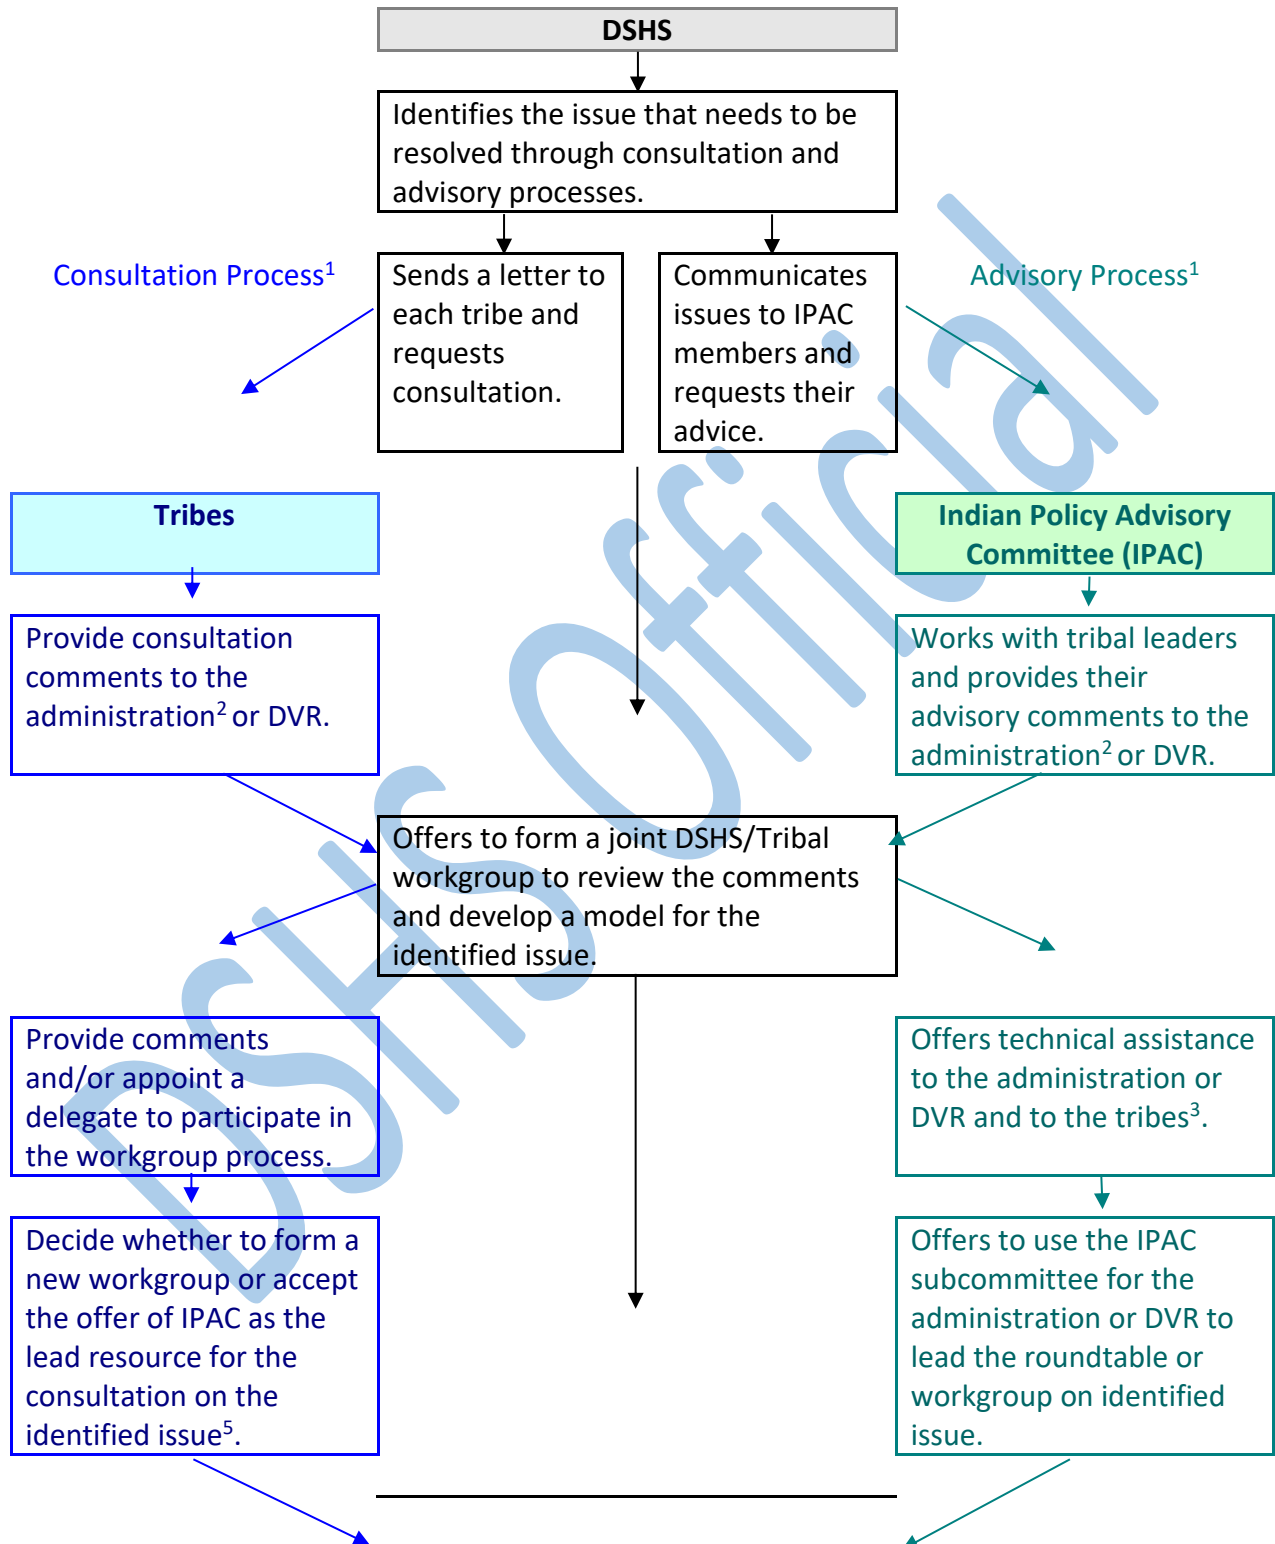 DSHS
Identifies the issue that needs to be
resolved through consultation and
advisory processes.
Consultation Process¹
Sends a letter to
each tribe and
requests
consultation.
Communicates
issues to IPAC
members and
requests their
advice.
Advisory Process¹
Tribes
Indian Policy Advisory
Committee (IPAC)
Provide consultation
comments to the
administration² or DVR.
Works with tribal leaders
and provides their
advisory comments to the
administration² or DVR.
Offers to form a joint DSHS/Tribal
workgroup to review the comments
and develop a model for the
identified issue.
Provide comments
and/or appoint a
delegate to participate in
the workgroup process.
Offers technical assistance
to the administration or
DVR and to the tribes³.
Decide whether to form a
new workgroup or accept
the offer of IPAC as the
lead resource for the
consultation on the
identified issue⁵.
Offers to use the IPAC
subcommittee for the
administration or DVR to
lead the roundtable or
workgroup on identified
issue.
DSHS Official